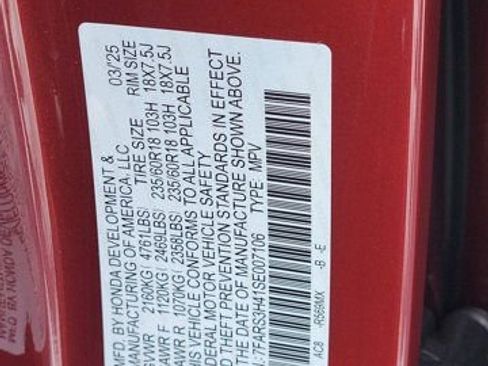 MFD. BY HONDA DEVELOPMENT & 03/25
MANUFACTURING OF AMERICA, LLC
GVWR 2160KG 4761LBS TIRE SIZE RIM SIZE
GAWR F 1120KG 2469LBS 235/60R18 103H 18X7.5J
GAWR R 1070KG 2358LBS 235/60R18 103H 18X7.5J
THIS VEHICLE CONFORMS TO ALL APPLICABLE
FEDERAL MOTOR VEHICLE SAFETY
AND THEFT PREVENTION STANDARDS IN EFFECT
ON THE DATE OF MANUFACTURE SHOWN ABOVE.
7FARS3H41SE007106 TYPE: MPV
AC8 R569MX -B -E